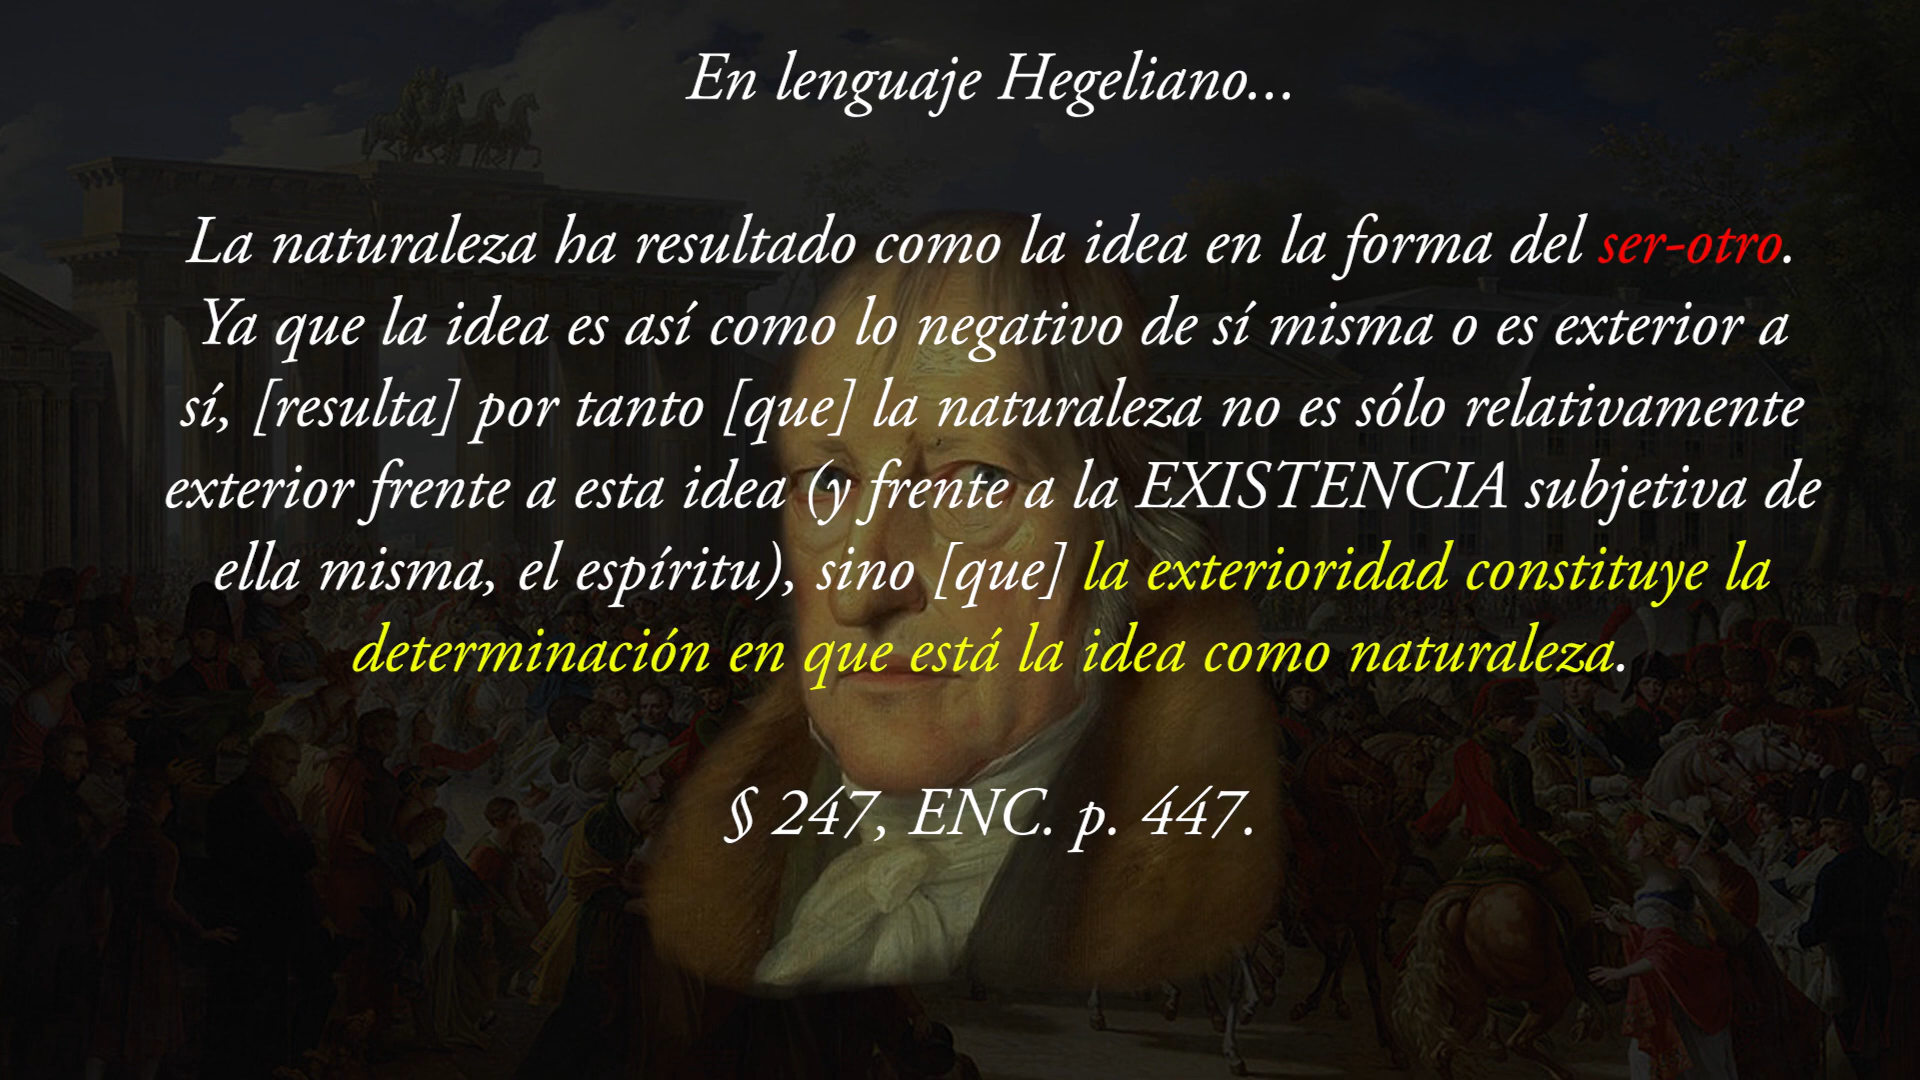 En lenguaje Hegeliano...
La naturaleza ha resultado como la idea en la forma del ser-otro.
Ya que la idea es así como lo negativo de sí misma o es exterior a
sí, [resulta] por tanto [que] la naturaleza no es sólo relativamente
exterior frente a esta idea (y frente a la EXISTENCIA subjetiva de
ella misma, el espíritu), sino [que] la exterioridad constituye la
determinación en que está la idea como naturaleza.
§ 247, ENC. p. 447.